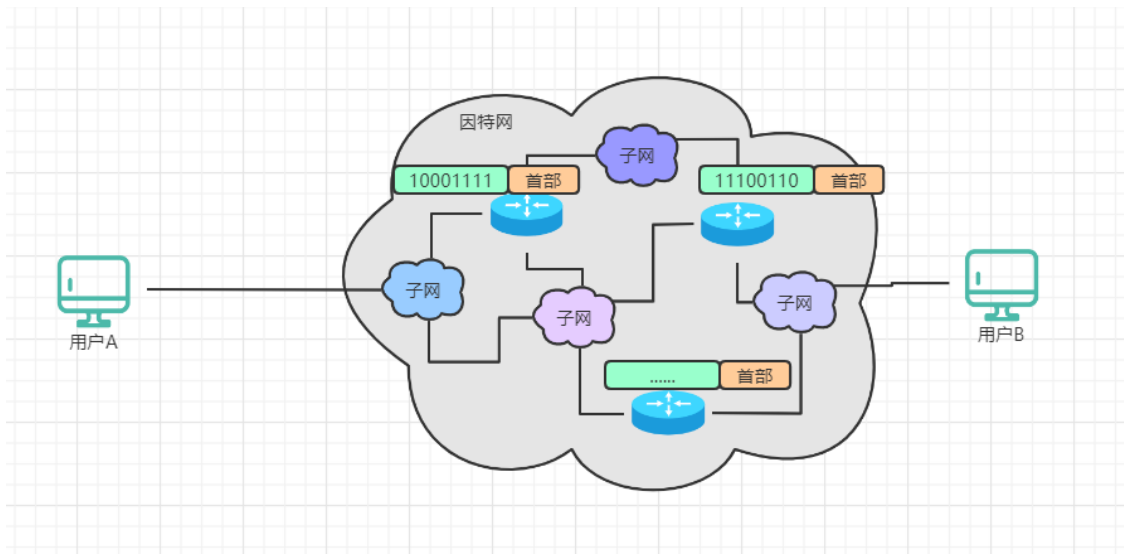 因特网
子网
10001111 首部
11100110 首部
子网
子网
子网
用户A
用户B
...... 首部